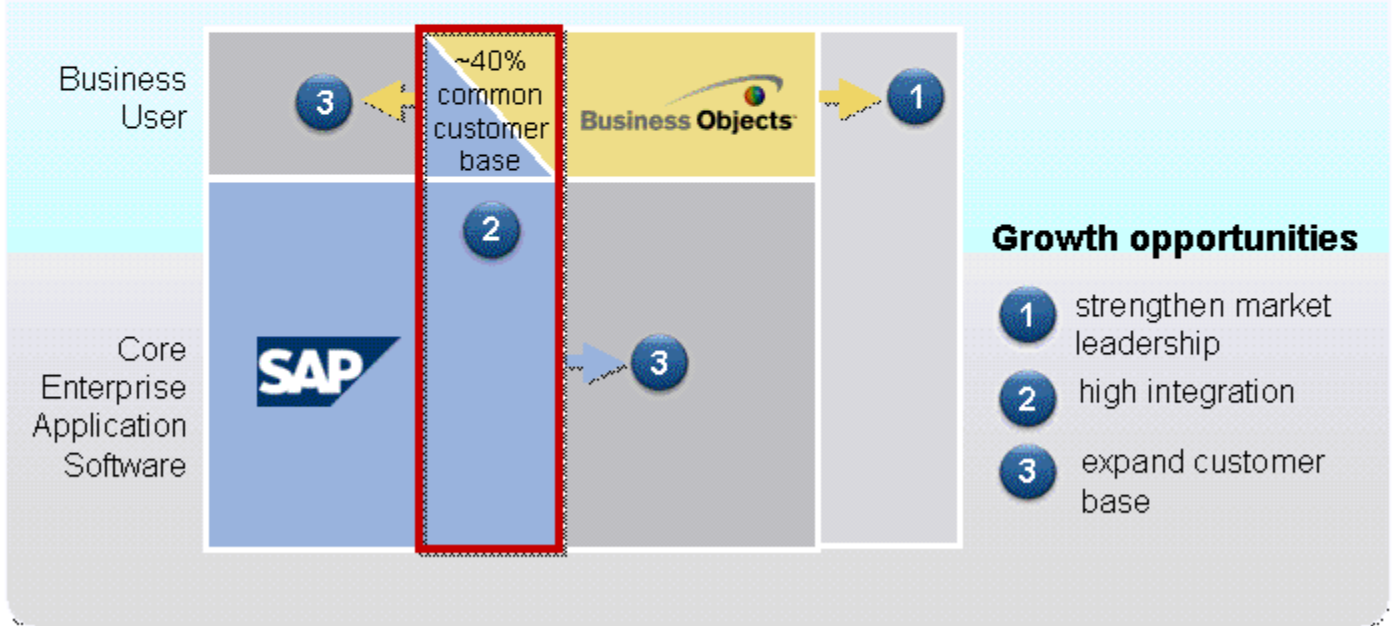 Business
User
3
~40%
common
customer
base
Business Objects
1
2
Core
Enterprise
Application
Software
SAP
3
Growth opportunities
1
strengthen market
leadership
2
high integration
3
expand customer
base